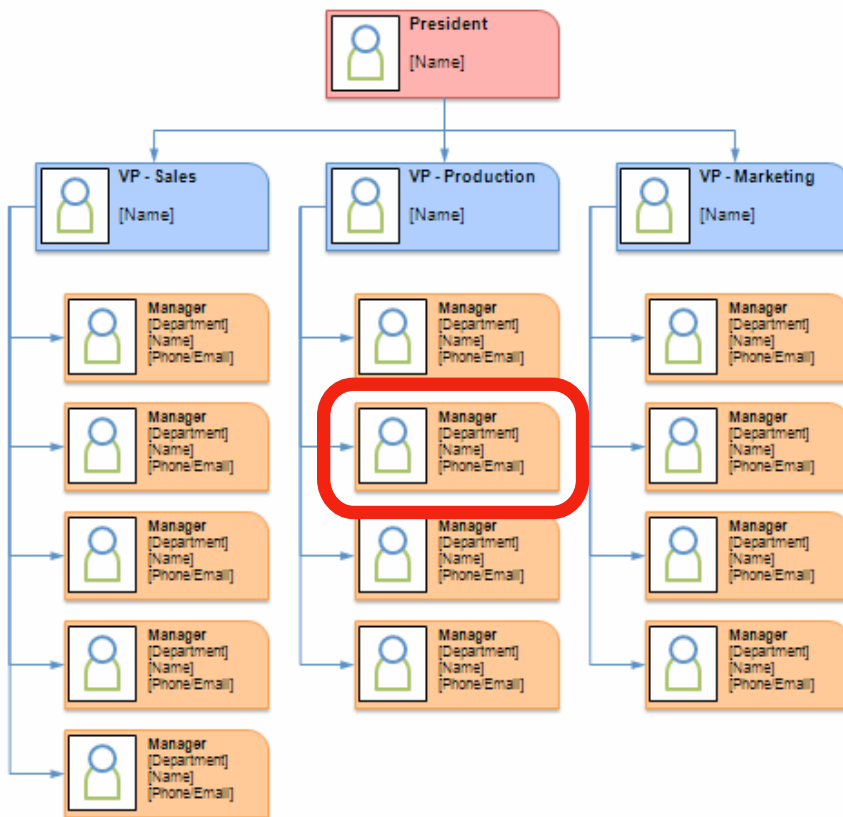 President
[Name]
VP - Sales
[Name]
VP - Production
[Name]
VP - Marketing
[Name]
Manager
[Department]
[Name]
[Phone/Email]
Manager
[Department]
[Name]
[Phone/Email]
Manager
[Department]
[Name]
[Phone/Email]
Manager
[Department]
[Name]
[Phone/Email]
Manager
[Department]
[Name]
[Phone/Email]
Manager
[Department]
[Name]
[Phone/Email]
Manager
[Department]
[Name]
[Phone/Email]
Manager
[Department]
[Name]
[Phone/Email]
Manager
[Department]
[Name]
[Phone/Email]
Manager
[Department]
[Name]
[Phone/Email]
Manager
[Department]
[Name]
[Phone/Email]
Manager
[Department]
[Name]
[Phone/Email]
Manager
[Department]
[Name]
[Phone/Email]